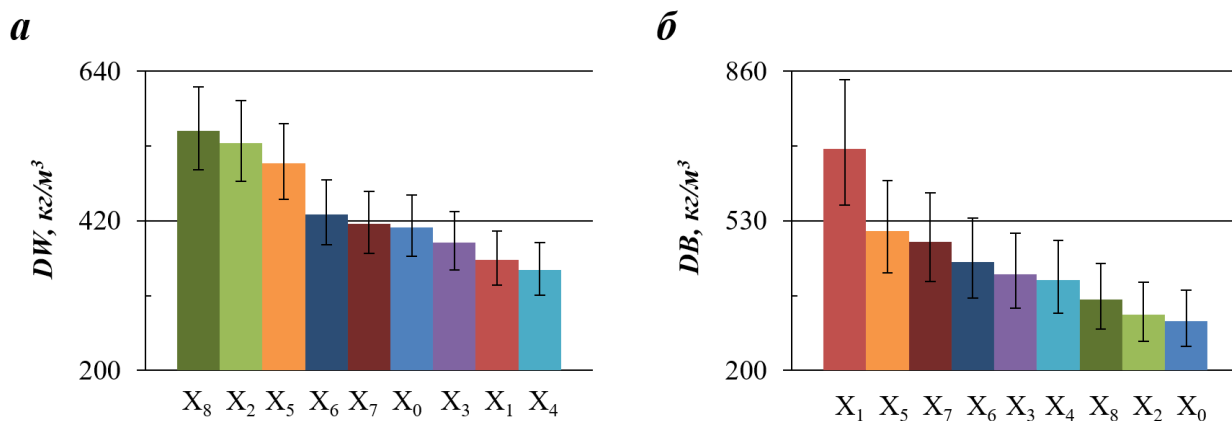 а
640
420
200
DW, кг/м³
X₈ X₂ X₅ X₆ X₇ X₀ X₃ X₁ X₄
б
860
530
200
DB, кг/м³
X₁ X₅ X₇ X₆ X₃ X₄ X₈ X₂ X₀